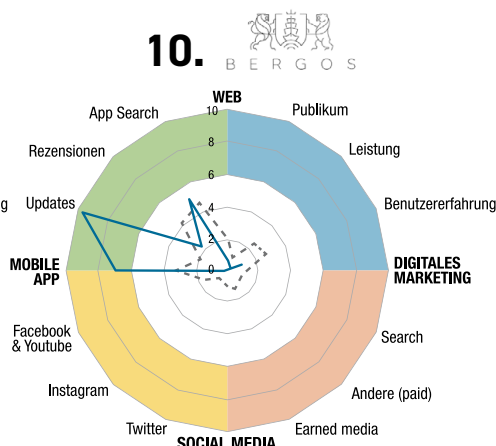 10.
BERGOS
WEB
10
8
6
4
2
0
Publikum
Leistung
Benutzererfahrung
DIGITALES
MARKETING
Search
Andere (paid)
Earned media
SOCIAL MEDIA
Twitter
Instagram
Facebook
& Youtube
MOBILE
APP
g
Updates
Rezensionen
App Search